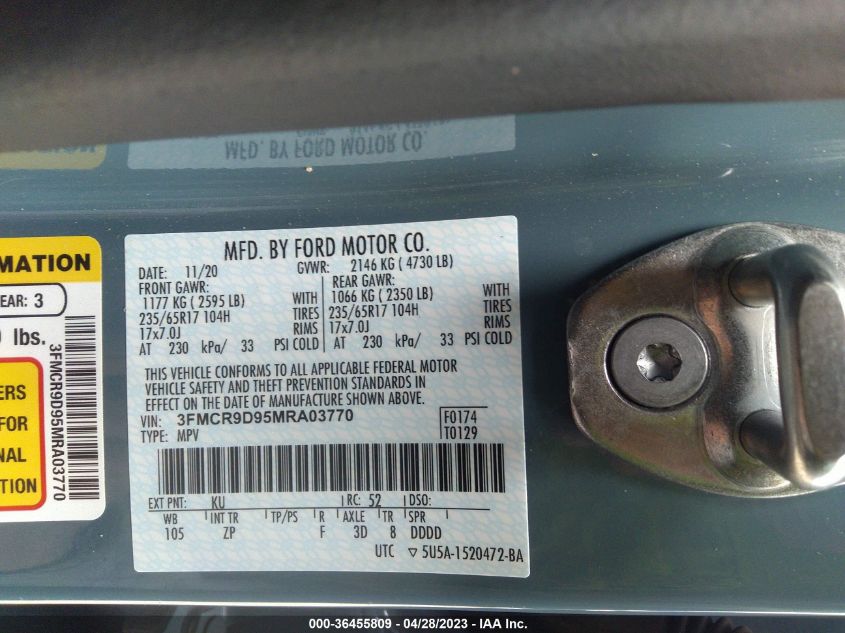 MFD. BY FORD MOTOR CO.
MFD. BY FORD MOTOR CO.
DATE: 11/20 GVWR: 2146 KG ( 4730 LB)
FRONT GAWR: REAR GAWR:
1177 KG ( 2595 LB) WITH 1066 KG ( 2350 LB) WITH
235/65R17 104H TIRES 235/65R17 104H TIRES
17x7.0J RIMS 17x7.0J RIMS
AT 230 kPa/ 33 PSI COLD AT 230 kPa/ 33 PSI COLD
THIS VEHICLE CONFORMS TO ALL APPLICABLE FEDERAL MOTOR
VEHICLE SAFETY AND THEFT PREVENTION STANDARDS IN
EFFECT ON THE DATE OF MANUFACTURE SHOWN ABOVE.
VIN: 3FMCR9D95MRA03770 F0174
TYPE: MPV T0129
EXT PNT: KU RC: 52 DSO:
WB INT TR TP/PS R AXLE TR SPR
105 ZP F 3D 8 DDDD
UTC ▽ 5U5A-1520472-BA
MATION
EAR: 3
lbs.
3FMCR9D95MRA03770
ERS
FOR
NAL
TION
000-36455809 - 04/28/2023 - IAA Inc.